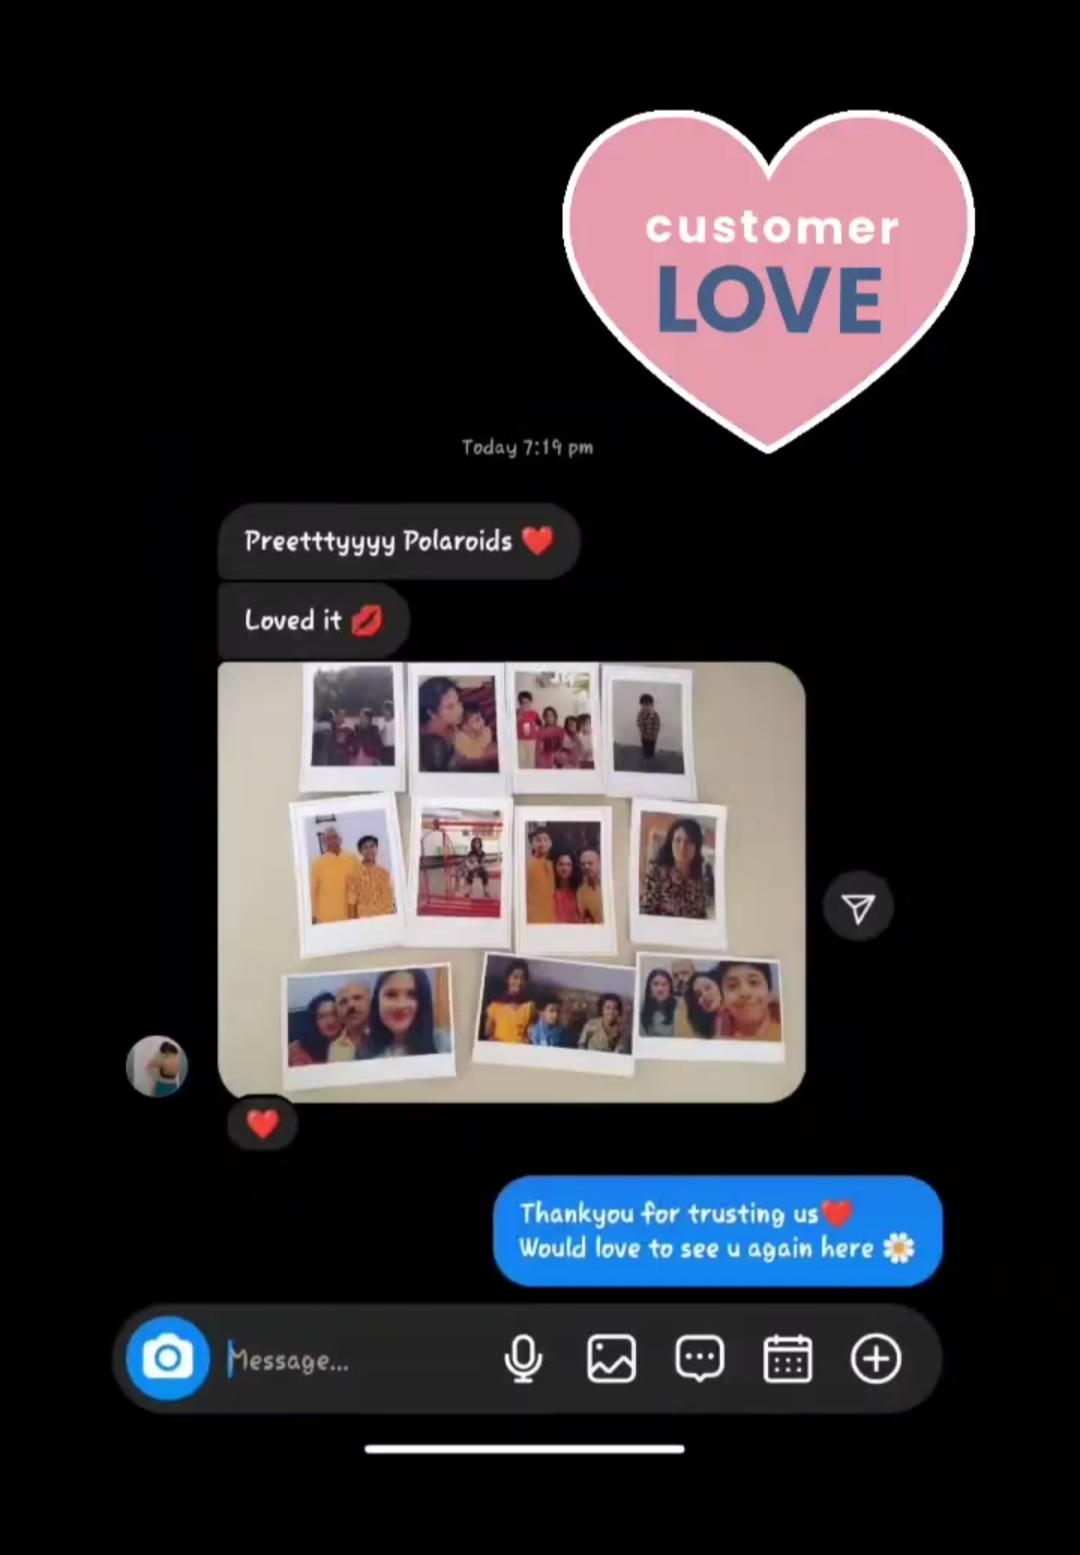 customer
LOVE
Today 7:19 pm
Preetttyyyy Polaroids ❤️
Loved it 💋
❤️
Thankyou for trusting us❤️
Would love to see u again here 🌼
Message...